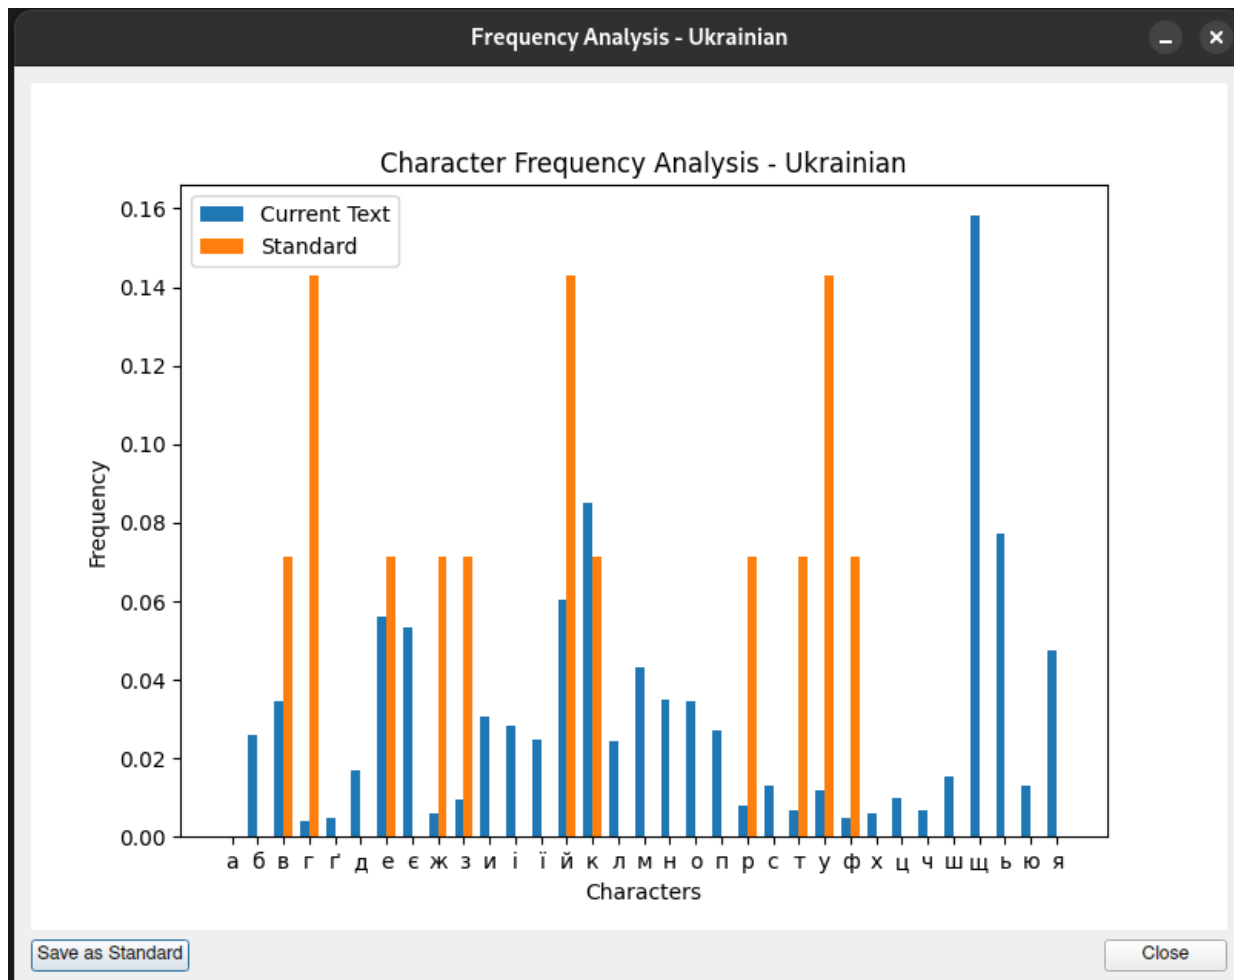 Frequency Analysis - Ukrainian
Character Frequency Analysis - Ukrainian
Current Text
Standard
0.16
0.14
0.12
0.10
0.08
0.06
0.04
0.02
0.00
Frequency
а б в г ґ д е є ж з и і ї й к л м н о п р с т у ф х ц ч ш щ ь ю я
Characters
Save as Standard
Close